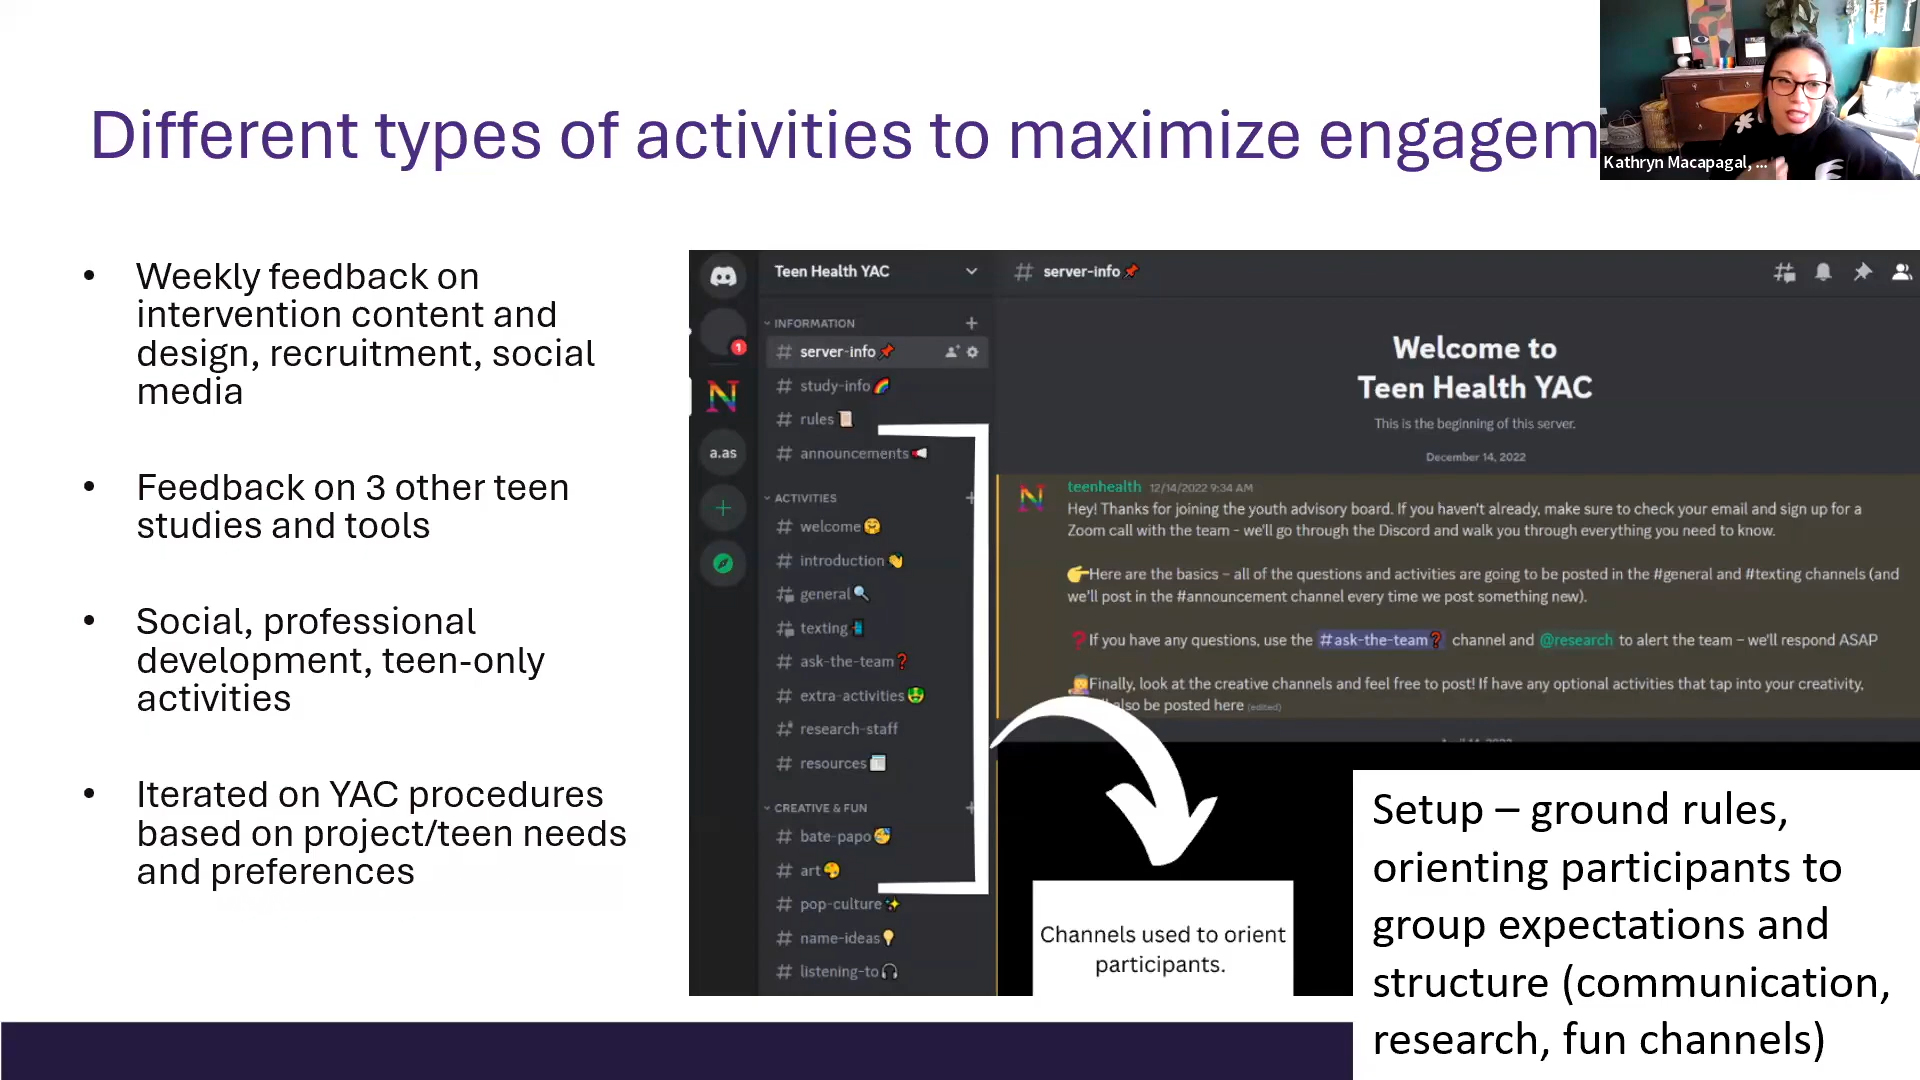 Different types of activities to maximize engagem
Kathryn Macapagal, ...
• Weekly feedback on
intervention content and
design, recruitment, social
media
• Feedback on 3 other teen
studies and tools
• Social, professional
development, teen-only
activities
• Iterated on YAC procedures
based on project/teen needs
and preferences
1
N
a.as
Teen Health YAC
INFORMATION
# server-info
# study-info
# rules
# announcements
ACTIVITIES
# welcome
# introduction
# general
# texting
# ask-the-team
# extra-activities
# research-staff
# resources
CREATIVE & FUN
# bate-papo
# art
# pop-culture
# name-ideas
# listening-to
# server-info
Welcome to
Teen Health YAC
This is the beginning of this server.
December 14, 2022
N
teenhealth 12/14/2022 9:34 AM
Hey! Thanks for joining the youth advisory board. If you haven't already, make sure to check your email and sign up for a
Zoom call with the team – we'll go through the Discord and walk you through everything you need to know.
👉Here are the basics – all of the questions and activities are going to be posted in the #general and #texting channels (and
we'll post in the #announcement channel every time we post something new).
❓If you have any questions, use the #ask-the-team❓ channel and @research to alert the team – we'll respond ASAP
Finally, look at the creative channels and feel free to post! If have any optional activities that tap into your creativity,
also be posted here (edited)
Channels used to orient
participants.
Setup – ground rules,
orienting participants to
group expectations and
structure (communication,
research, fun channels)